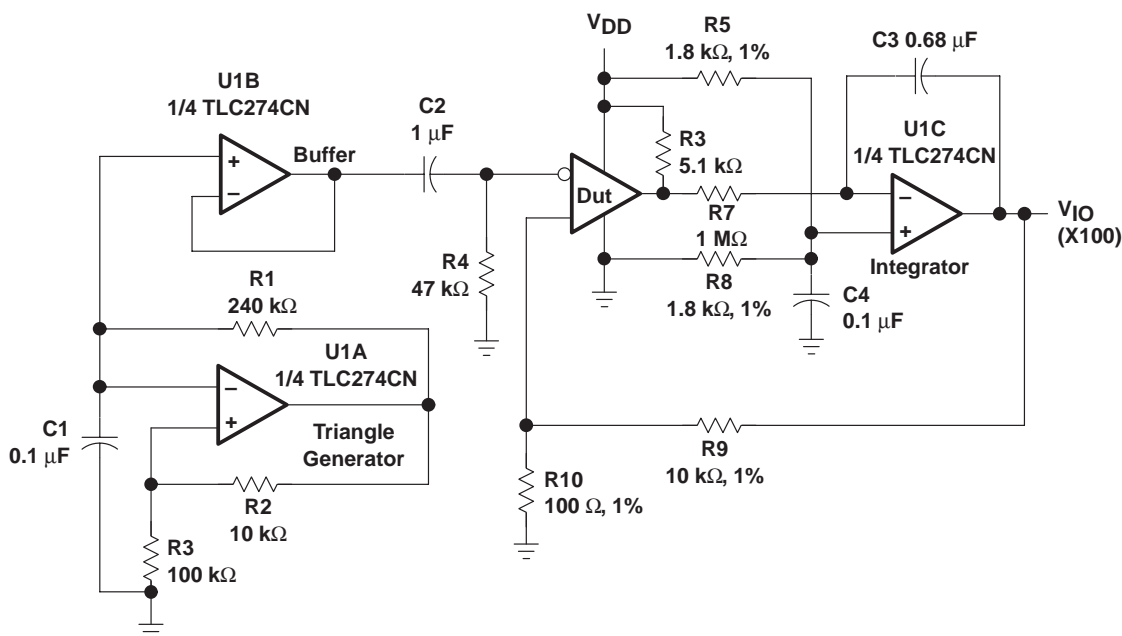 VDD
R5
1.8 kΩ, 1%
C3 0.68 μF
U1B
1/4 TLC274CN
C2
1 μF
Buffer
+
−
R3
5.1 kΩ
U1C
1/4 TLC274CN
Dut
R7
1 MΩ
−
+
Integrator
VIO
(X100)
R4
47 kΩ
R8
1.8 kΩ, 1%
C4
0.1 μF
R1
240 kΩ
U1A
1/4 TLC274CN
−
+
C1
0.1 μF
Triangle
Generator
R9
10 kΩ, 1%
R2
10 kΩ
R10
100 Ω, 1%
R3
100 kΩ